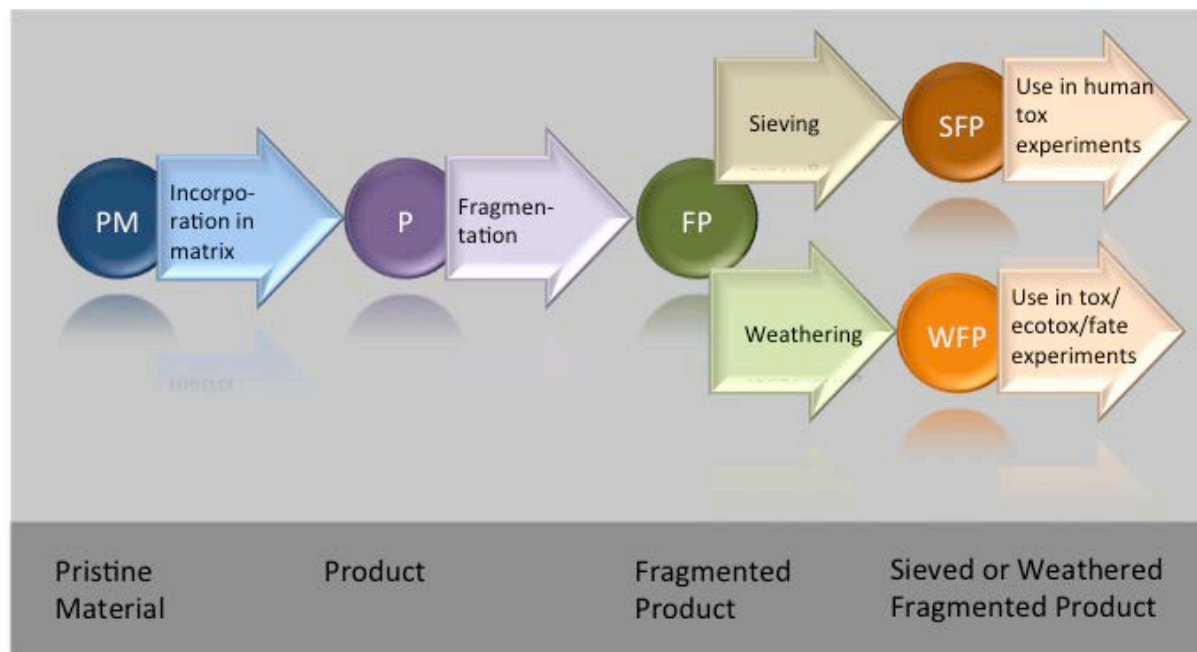 PM
Incorpo-
ration in
matrix
P
Fragmen-
tation
FP
Sieving
SFP
Use in human
tox
experiments
Weathering
WFP
Use in tox/
ecotox/fate
experiments
Pristine
Material
Product
Fragmented
Product
Sieved or Weathered
Fragmented Product